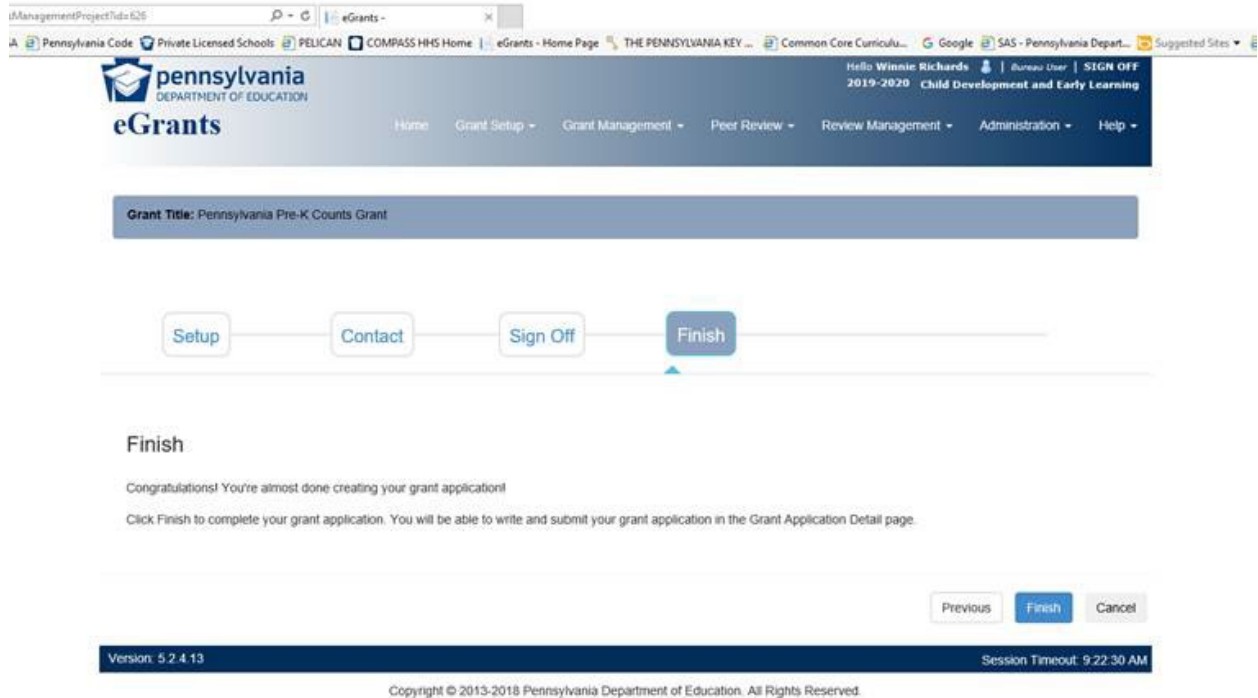 ManagementProject?id=626 eGrants -
Pennsylvania Code Private Licensed Schools PELICAN COMPASS HHS Home eGrants - Home Page THE PENNSYLVANIA KEY ... Common Core Curriculu... Google SAS - Pennsylvania Depart... Suggested Sites
pennsylvania
DEPARTMENT OF EDUCATION
eGrants
Hello Winnie Richards | Bureau User | SIGN OFF
2019-2020 Child Development and Early Learning
Home Grant Setup Grant Management Peer Review Review Management Administration Help
Grant Title: Pennsylvania Pre-K Counts Grant
Setup Contact Sign Off Finish
Finish
Congratulations! You're almost done creating your grant application!
Click Finish to complete your grant application. You will be able to write and submit your grant application in the Grant Application Detail page.
Previous Finish Cancel
Version: 5.2.4.13 Session Timeout: 9:22:30 AM
Copyright © 2013-2018 Pennsylvania Department of Education. All Rights Reserved.